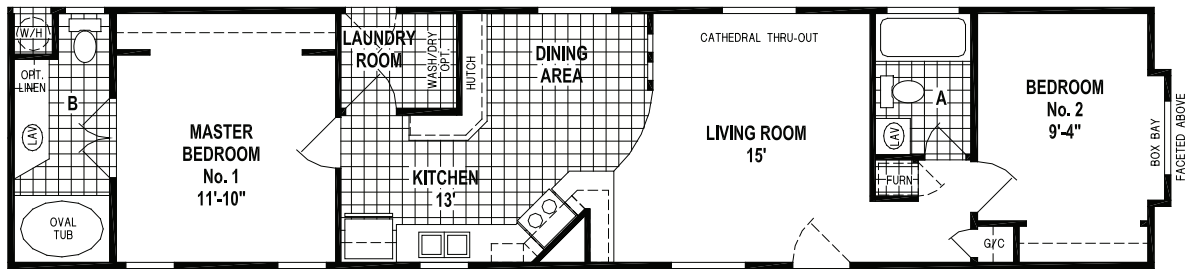 W/H
OPT.
LINEN
B
LAV
OVAL
TUB
MASTER
BEDROOM
No. 1
11'-10"
LAUNDRY
ROOM
WASH/DRY
OPT.
HUTCH
DINING
AREA
KITCHEN
13'
CATHEDRAL THRU-OUT
LIVING ROOM
15'
A
LAV
FURN
BEDROOM
No. 2
9'-4"
G/C
BOX BAY
FACETED ABOVE